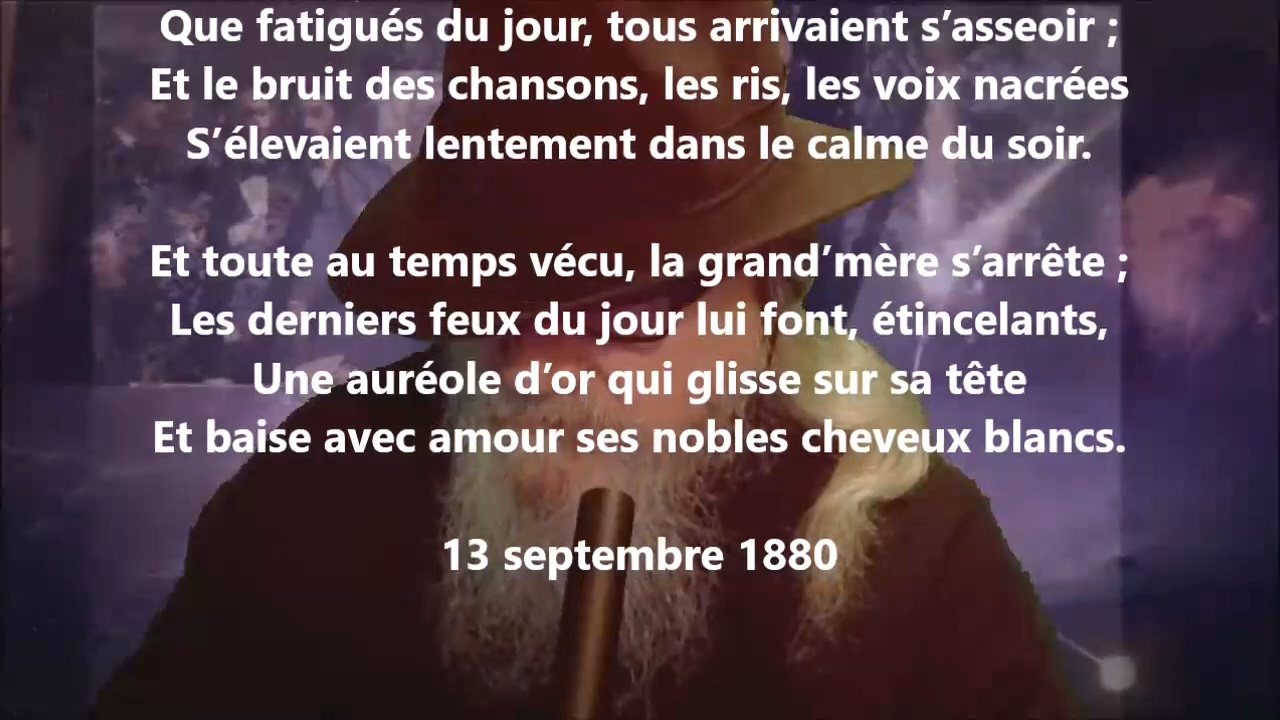 Que fatigués du jour, tous arrivaient s’asseoir ;
Et le bruit des chansons, les ris, les voix nacrées
S’élevaient lentement dans le calme du soir.
Et toute au temps vécu, la grand’mère s’arrête ;
Les derniers feux du jour lui font, étincelants,
Une auréole d’or qui glisse sur sa tête
Et baise avec amour ses nobles cheveux blancs.
13 septembre 1880